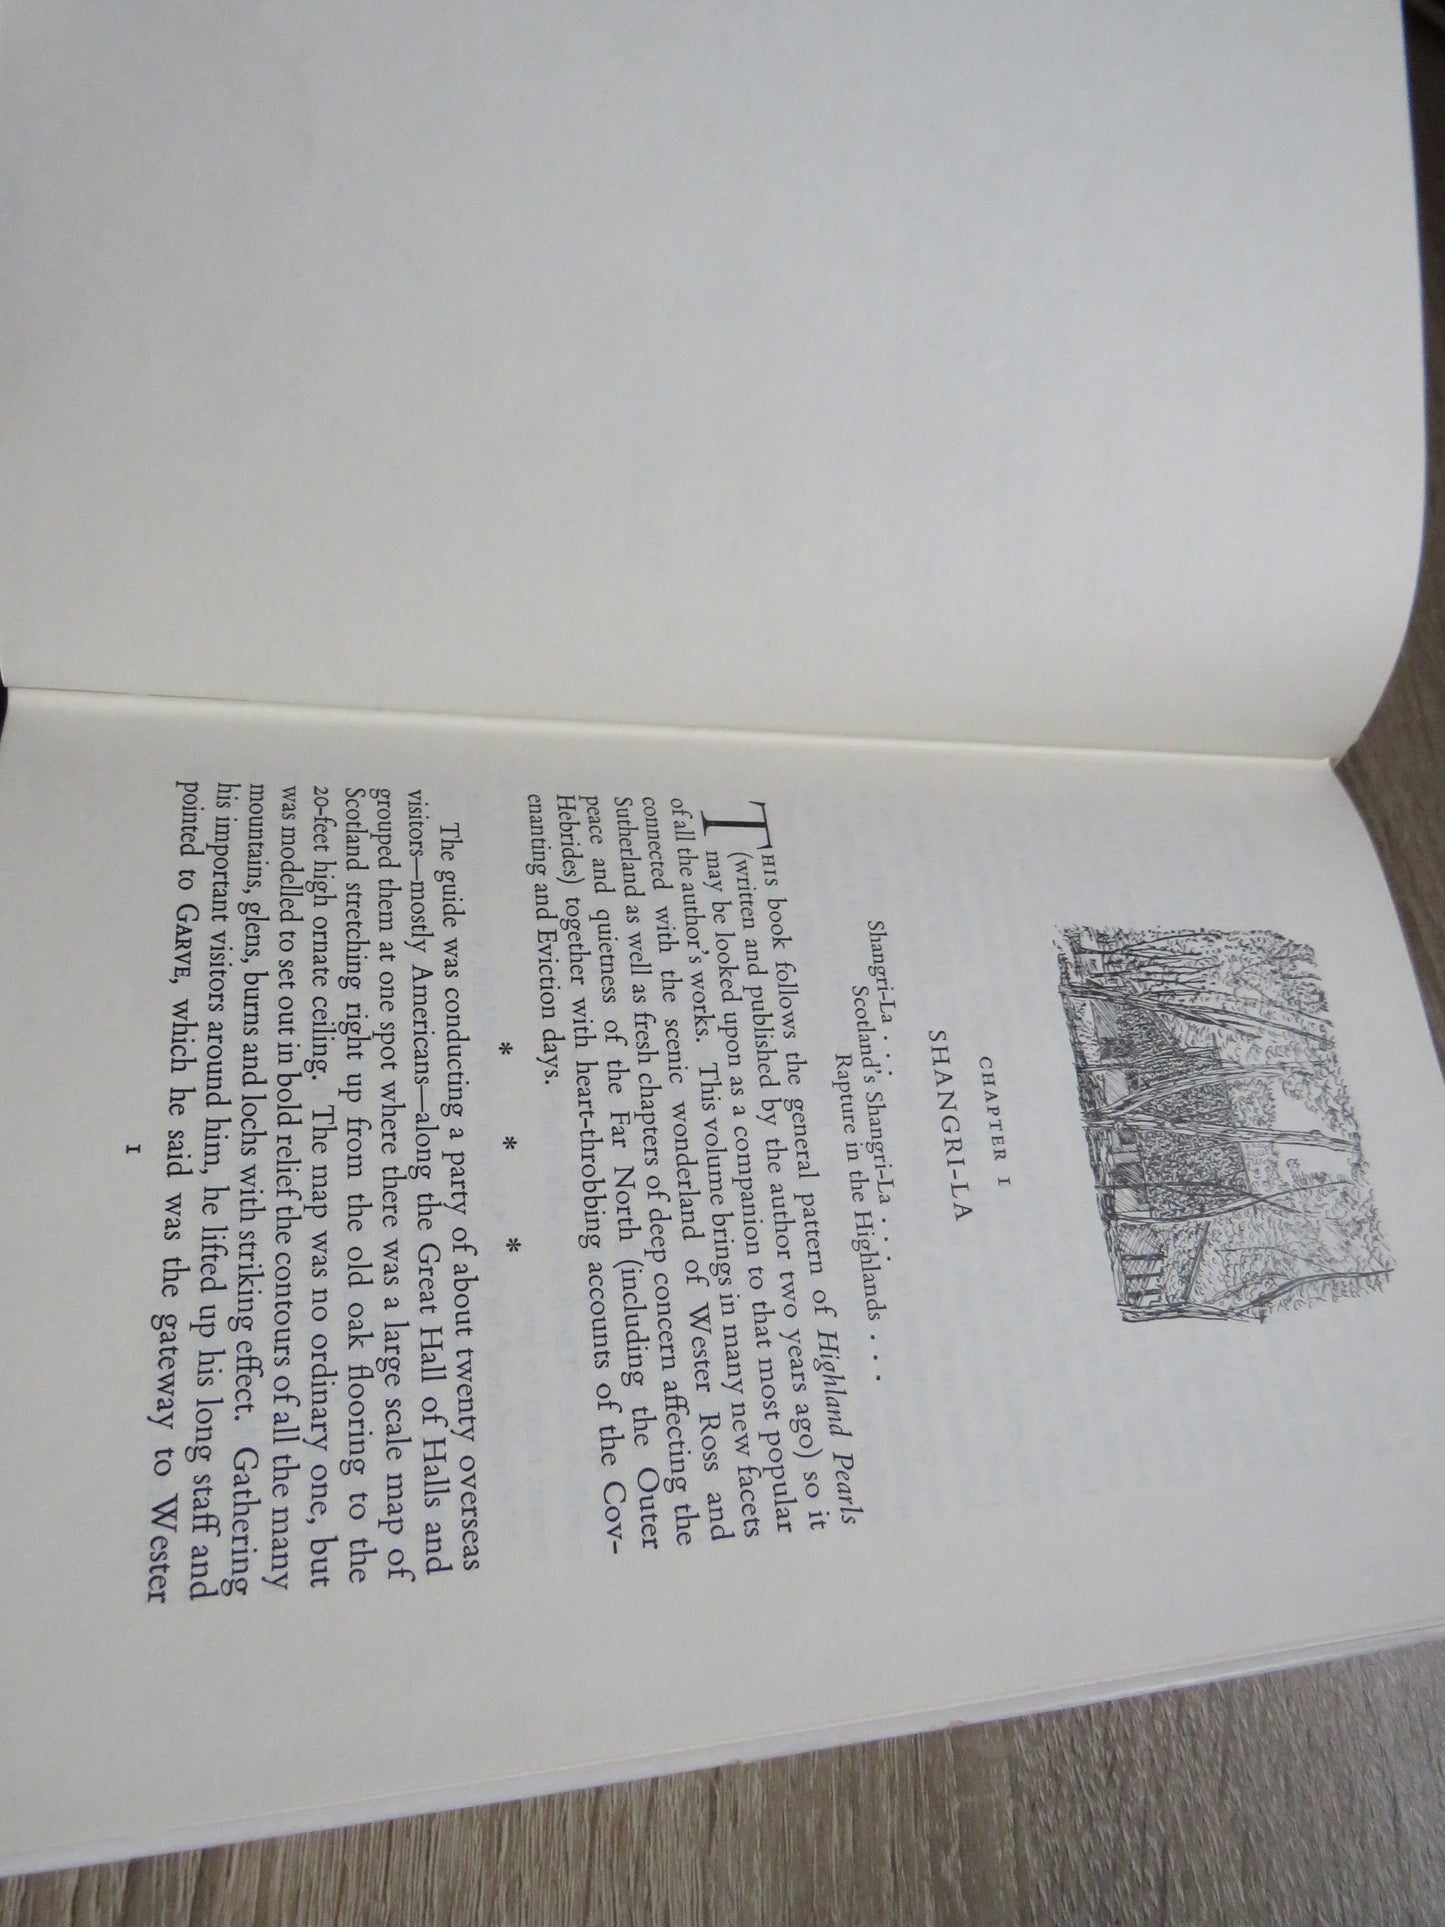 CHAPTER I
SHANGRI-LA
Shangri-La . . . Scotland's Shangri-La . . .
Rapture in the Highlands . . .
THIS book follows the general pattern of Highland Pearls
(written and published by the author two years ago) so it
may be looked upon as a companion to that most popular
of all the author's works. This volume brings in many new facets
connected with the scenic wonderland of Wester Ross and
Sutherland as well as fresh chapters of deep concern affecting the
peace and quietness of the Far North (including the Outer
Hebrides) together with heart-throbbing accounts of the Cov-
enanting and Eviction days.
* * *
The guide was conducting a party of about twenty overseas
visitors—mostly Americans—along the Great Hall of Halls and
grouped them at one spot where there was a large scale map of
Scotland stretching right up from the old oak flooring to the
20-feet high ornate ceiling. The map was no ordinary one, but
was modelled to set out in bold relief the contours of all the many
mountains, glens, burns and lochs with striking effect. Gathering
his important visitors around him, he lifted up his long staff and
pointed to GARVE, which he said was the gateway to Wester
I